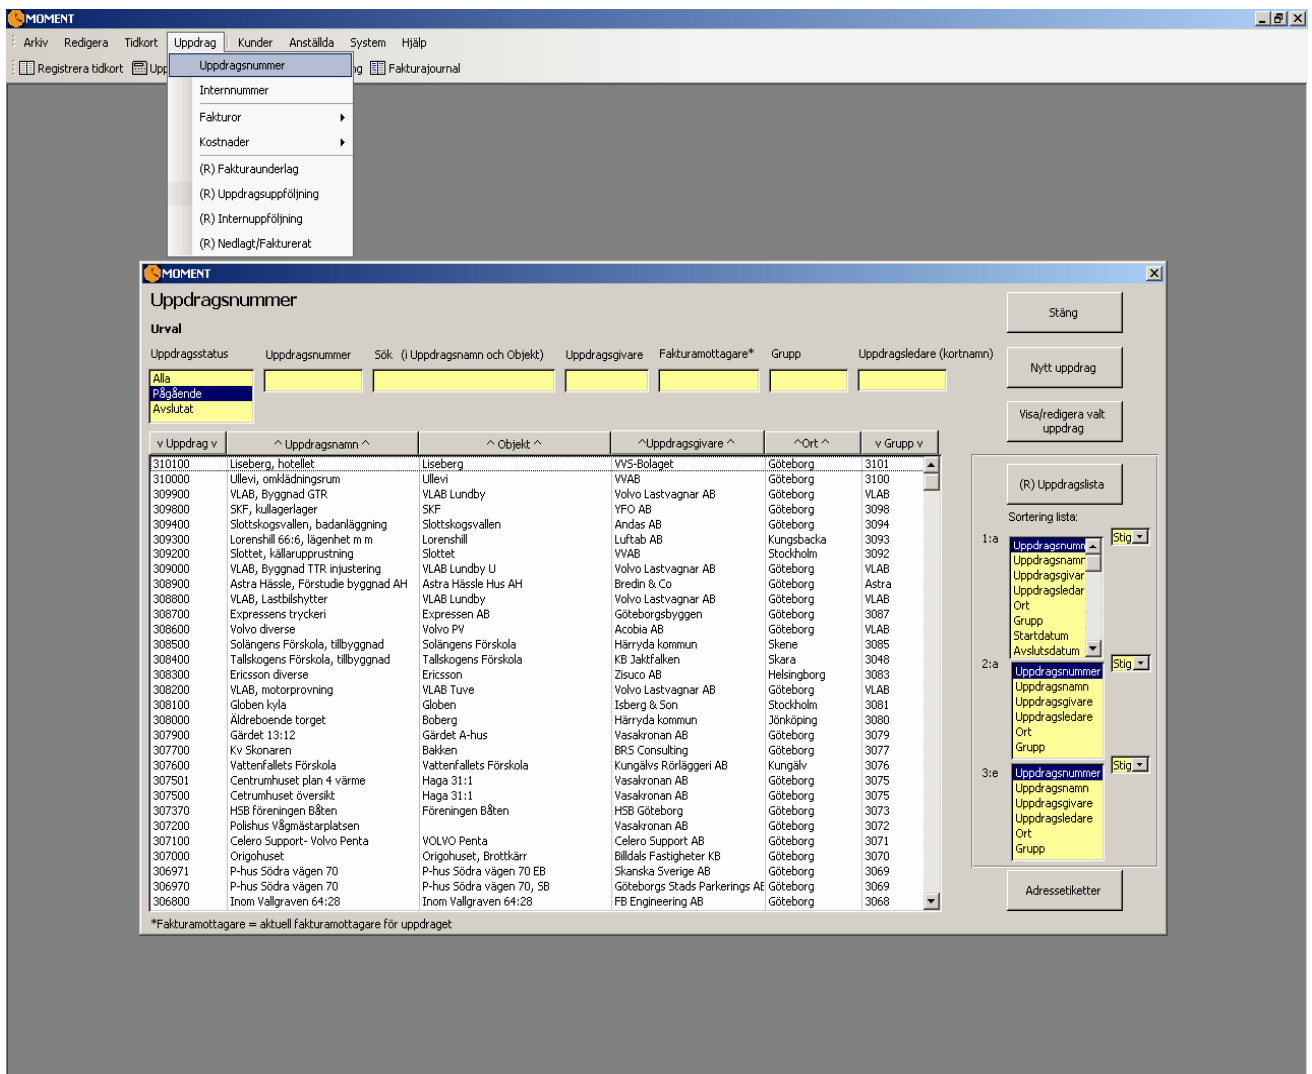 MOMENT
Arkiv Redigera Tidkort Uppdrag Kunder Anställda System Hjälp
Registrera tidkort Upp ng Fakturajournal
Uppdragsnummer
Internnummer
Fakturor
Kostnader
(R) Fakturaunderlag
(R) Uppdragsuppföljning
(R) Internuppföljning
(R) Nedlagt/Fakturerat
MOMENT
Uppdragsnummer
Stäng
Urval
Uppdragsstatus Uppdragsnummer Sök (i Uppdragsnamn och Objekt) Uppdragsgivare Fakturamottagare* Grupp Uppdragsledare (kortnamn)
Nytt uppdrag
Alla
Pågående
Avslutat
Visa/redigera valt
uppdrag
v Uppdrag v ^ Uppdragsnamn ^ ^ Objekt ^ ^Uppdragsgivare ^ ^Ort ^ v Grupp v
310100 Liseberg, hotellet Liseberg VVS-Bolaget Göteborg 3101
310000 Ullevi, omklädningsrum Ullevi VVAB Göteborg 3100
309900 VLAB, Byggnad GTR VLAB Lundby Volvo Lastvagnar AB Göteborg VLAB
309800 SKF, kullagerlager SKF YFO AB Göteborg 3098
309400 Slottskogsvallen, badanläggning Slottskogsvallen Andas AB Göteborg 3094
309300 Lorenshill 66:6, lägenhet m m Lorenshill Luftab AB Kungsbacka 3093
309200 Slottet, källarupprustning Slottet VVAB Stockholm 3092
309000 VLAB, Byggnad TTR injustering VLAB Lundby U Volvo Lastvagnar AB Göteborg VLAB
308900 Astra Hässle, Förstudie byggnad AH Astra Hässle Hus AH Bredin & Co Göteborg Astra
308800 VLAB, Lastbilshytter VLAB Lundby Volvo Lastvagnar AB Göteborg VLAB
308700 Expressens tryckeri Expressen AB Göteborgsbyggen Göteborg 3087
308600 Volvo diverse Volvo PV Acobia AB Göteborg VLAB
308500 Solängens Förskola, tillbyggnad Solängens Förskola Härryda kommun Skene 3085
308400 Tallskogens Förskola, tillbyggnad Tallskogens Förskola KB Jaktfalken Skara 3048
308300 Ericsson diverse Ericsson Zisuco AB Helsingborg 3083
308200 VLAB, motorprovning VLAB Tuve Volvo Lastvagnar AB Göteborg VLAB
308100 Globen kyla Globen Isberg & Son Stockholm 3081
308000 Äldreboende torget Boberg Härryda kommun Jönköping 3080
307900 Gärdet 13:12 Gärdet A-hus Vasakronan AB Göteborg 3079
307700 Kv Skonaren Bakken BRS Consulting Göteborg 3077
307600 Vattenfallets Förskola Vattenfallets Förskola Kungälvs Rörläggeri AB Kungälv 3076
307501 Centrumhuset plan 4 värme Haga 31:1 Vasakronan AB Göteborg 3075
307500 Cetrumhuset översikt Haga 31:1 Vasakronan AB Göteborg 3075
307370 HSB föreningen Båten Föreningen Båten HSB Göteborg Göteborg 3073
307200 Polishus Vågmästarplatsen Vasakronan AB Göteborg 3072
307100 Celero Support- Volvo Penta VOLVO Penta Celero Support AB Göteborg 3071
307000 Origohuset Origohuset, Brottkärr Billdals Fastigheter KB Göteborg 3070
306971 P-hus Södra vägen 70 P-hus Södra vägen 70 EB Skanska Sverige AB Göteborg 3069
306970 P-hus Södra vägen 70 P-hus Södra vägen 70, SB Göteborgs Stads Parkerings AE Göteborg 3069
306800 Inom Vallgraven 64:28 Inom Vallgraven 64:28 FB Engineering AB Göteborg 3068
*Fakturamottagare = aktuell fakturamottagare för uppdraget
(R) Uppdragslista
Sortering lista:
1:a Stig
Uppdragsnumn
Uppdragsnamr
Uppdragsgivar
Uppdragsledar
Ort
Grupp
Startdatum
Avslutsdatum
2:a Stig
Uppdragsnummer
Uppdragsnamn
Uppdragsgivare
Uppdragsledare
Ort
Grupp
3:e Stig
Uppdragsnummer
Uppdragsnamn
Uppdragsgivare
Uppdragsledare
Ort
Grupp
Adressetiketter